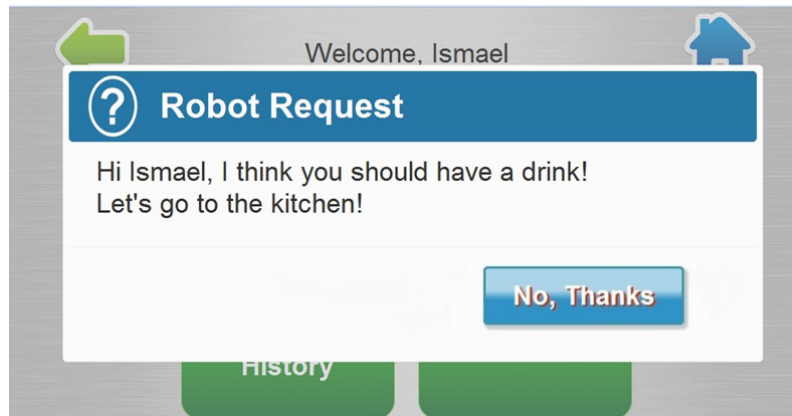 Welcome, Ismael
? Robot Request
Hi Ismael, I think you should have a drink!
Let's go to the kitchen!
No, Thanks
History